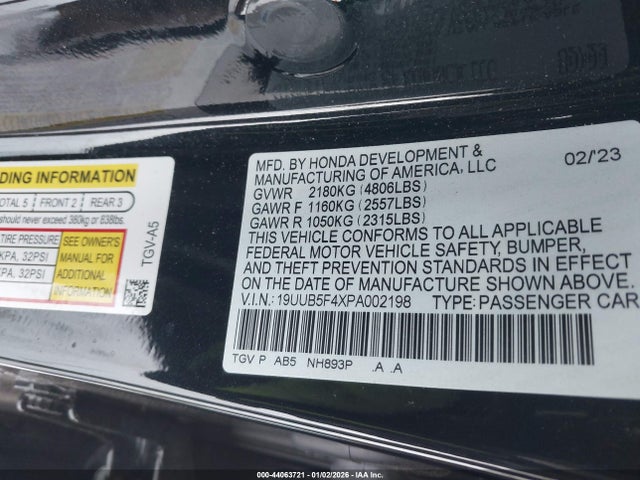 DING INFORMATION
OTAL 5 FRONT 2 REAR 3
should never exceed 380kg or 838lbs.
TIRE PRESSURE
KPA, 32PSI
KPA, 32PSI
SEE OWNER'S
MANUAL FOR
ADDITIONAL
INFORMATION
TGV-A5
MFD. BY HONDA DEVELOPMENT &
MANUFACTURING OF AMERICA, LLC 02/23
GVWR 2180KG (4806LBS)
GAWR F 1160KG (2557LBS)
GAWR R 1050KG (2315LBS)
THIS VEHICLE CONFORMS TO ALL APPLICABLE
FEDERAL MOTOR VEHICLE SAFETY, BUMPER,
AND THEFT PREVENTION STANDARDS IN EFFECT
ON THE DATE OF MANUFACTURE SHOWN ABOVE.
V.I.N.: 19UUB5F4XPA002198 TYPE: PASSENGER CAR
TGV P AB5 NH893P .A .A
000-44063721 - 01/02/2026 - IAA Inc.